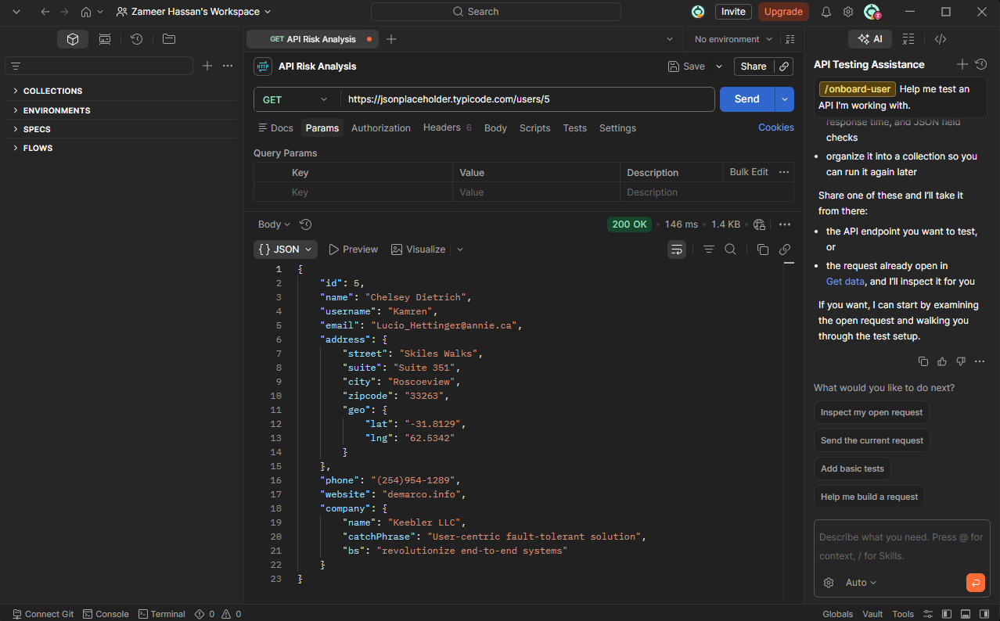 Zameer Hassan's Workspace
Search
Invite
Upgrade
GET API Risk Analysis
No environment
AI
HTTP
API Risk Analysis
Save
Share
GET
https://jsonplaceholder.typicode.com/users/5
Send
Docs
Params
Authorization
Headers 6
Body
Scripts
Tests
Settings
Cookies
Query Params
Key
Value
Description
Bulk Edit
Key
Value
Description
Body
200 OK
146 ms
1.4 KB
{} JSON
Preview
Visualize
1 {
2 "id": 5,
3 "name": "Chelsey Dietrich",
4 "username": "Kamren",
5 "email": "Lucio_Hettinger@annie.ca",
6 "address": {
7 "street": "Skiles Walks",
8 "suite": "Suite 351",
9 "city": "Roscoeview",
10 "zipcode": "33263",
11 "geo": {
12 "lat": "-31.8129",
13 "lng": "62.5342"
14 }
15 },
16 "phone": "(254)954-1289",
17 "website": "demarco.info",
18 "company": {
19 "name": "Keebler LLC",
20 "catchPhrase": "User-centric fault-tolerant solution",
21 "bs": "revolutionize end-to-end systems"
22 }
23 }
COLLECTIONS
ENVIRONMENTS
SPECS
FLOWS
API Testing Assistance
/onboard-user Help me test an
API I'm working with.
response time, and JSON field
checks
• organize it into a collection so you
can run it again later
Share one of these and I'll take it
from there:
• the API endpoint you want to test,
or
• the request already open in
Get data, and I'll inspect it for you
If you want, I can start by examining
the open request and walking you
through the test setup.
What would you like to do next?
Inspect my open request
Send the current request
Add basic tests
Help me build a request
Describe what you need. Press @ for
context, / for Skills.
Auto
Connect Git
Console
Terminal
0
0
Globals
Vault
Tools